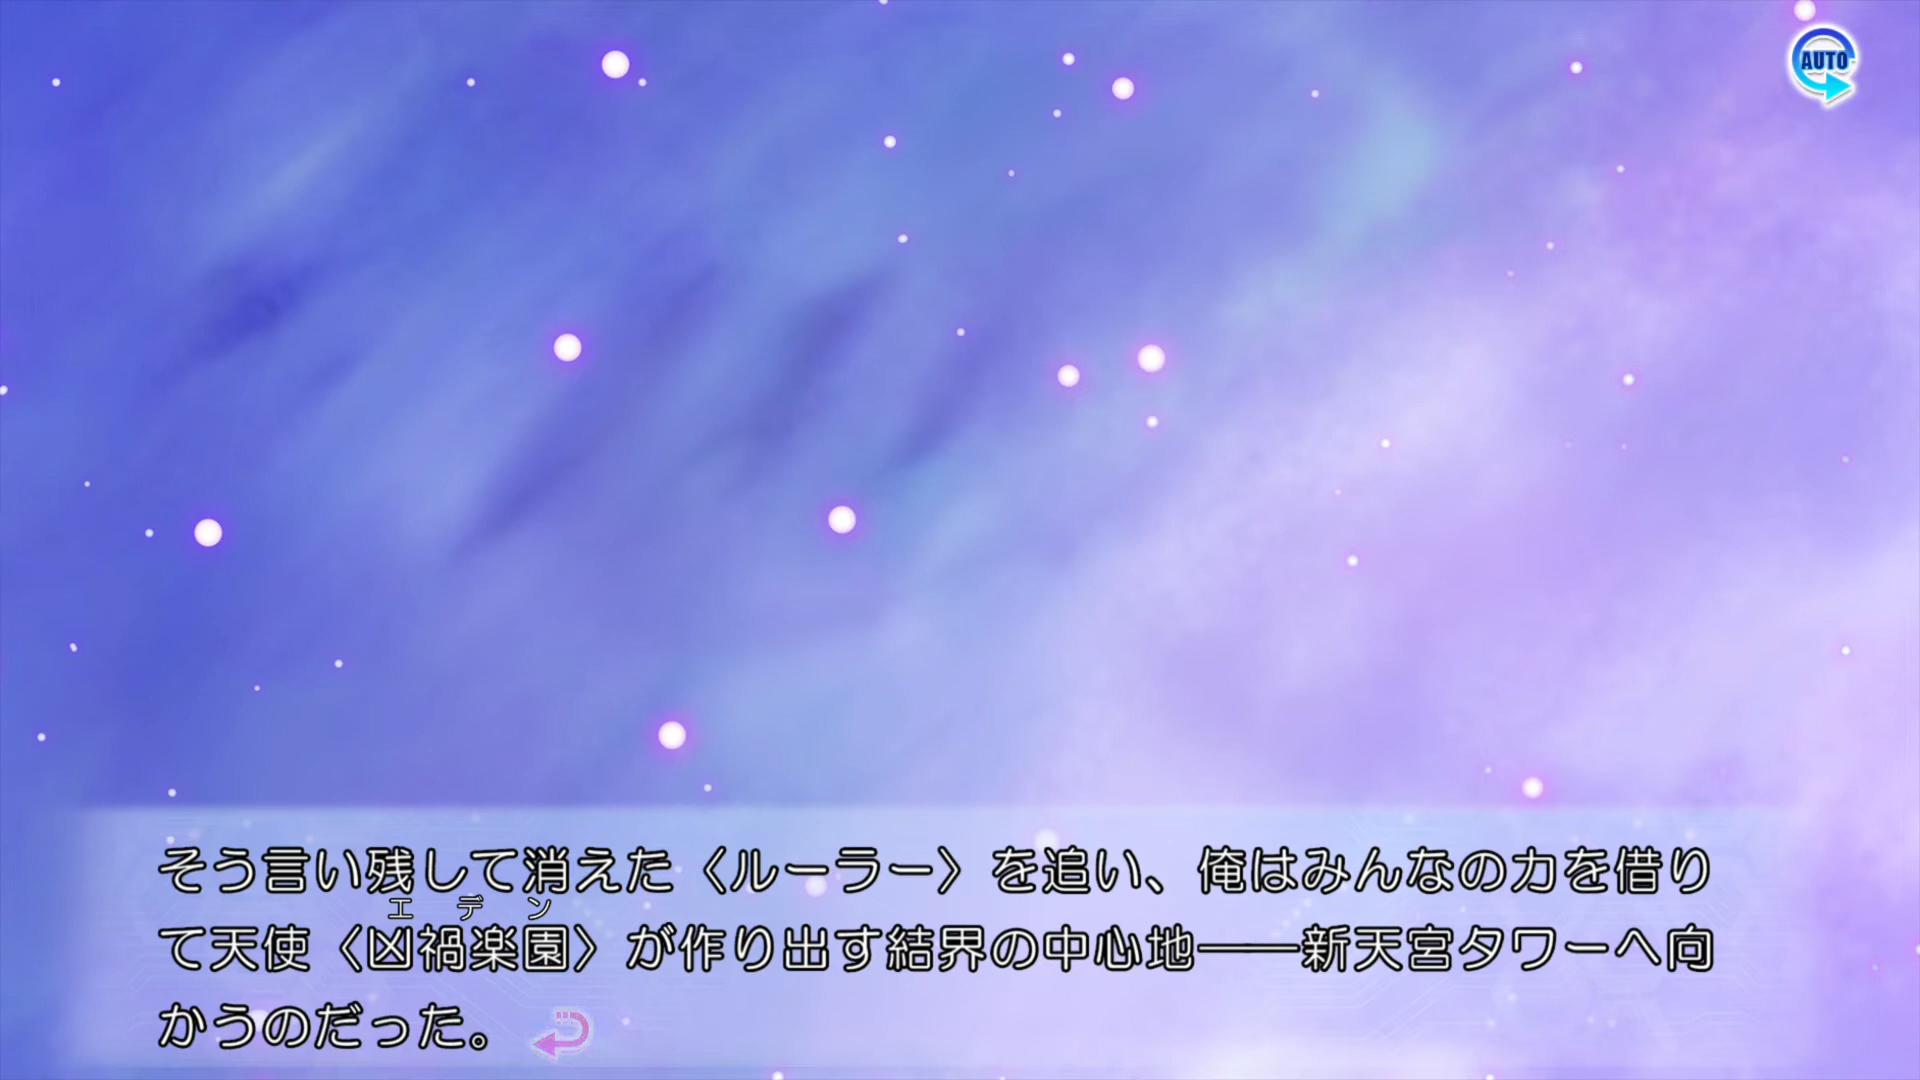 AUTO
そう言い残して消えた〈ルーラー〉を追い、俺はみんなの力を借り
エデン
て天使〈凶禍楽園〉が作り出す結界の中心地――新天宮タワーへ向
かうのだった。